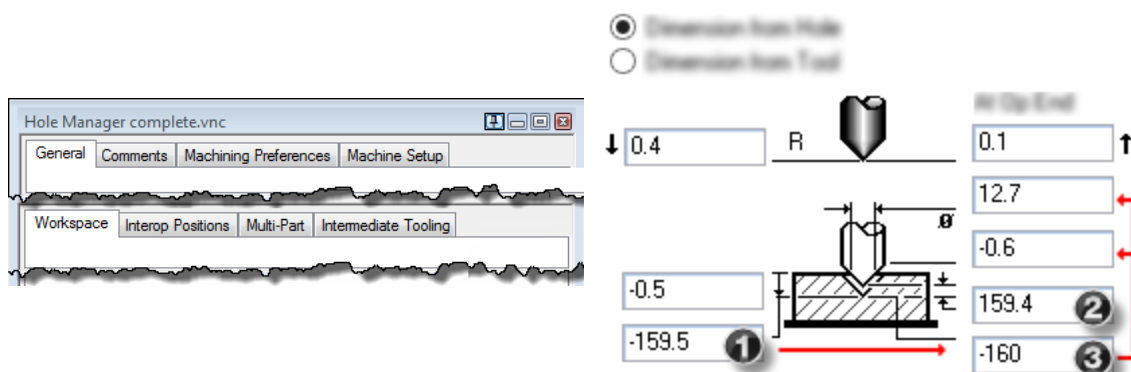 Hole Manager complete.vnc
General Comments Machining Preferences Machine Setup
Workspace Interop Positions Multi-Part Intermediate Tooling
0.4 R 0.1
12.7
Ø
-0.6
-0.5
159.4 2
-159.5 1
-160 3